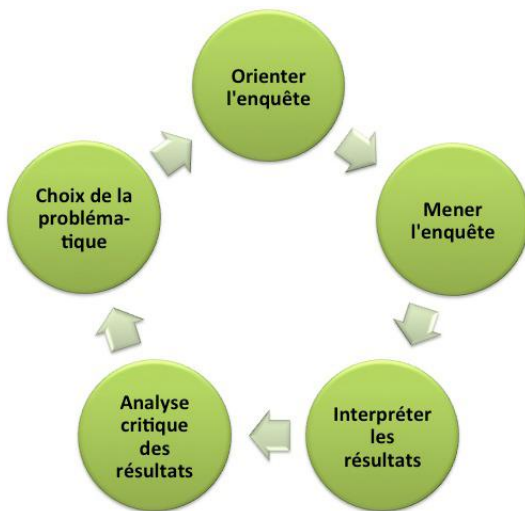 Orienter
l'enquête
Mener
l'enquête
Interpréter
les
résultats
Analyse
critique
des
résultats
Choix de la
probléma-
tique